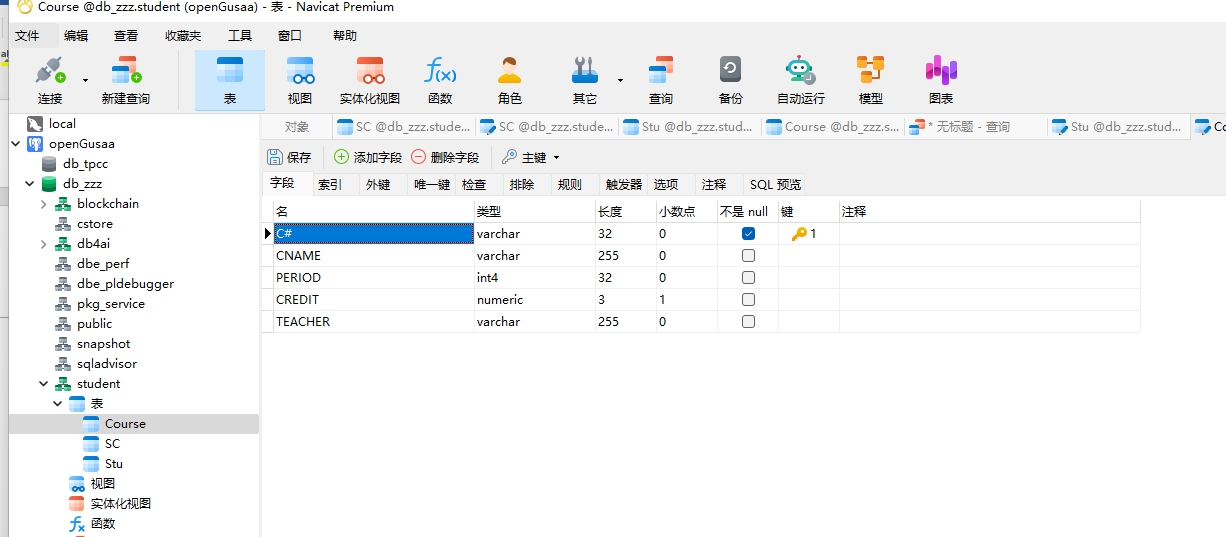 Course @db_zzz.student (openGusaa) - 表 - Navicat Premium
文件 编辑 查看 收藏夹 工具 窗口 帮助
连接 新建查询 表 视图 实体化视图 函数 角色 其它 查询 备份 自动运行 模型 图表
对象 SC @db_zzz.stude... SC @db_zzz.stude... Stu @db_zzz.stud... Course @db_zzz.s... * 无标题 - 查询 Stu @db_zzz.stud...
保存 添加字段 删除字段 主键
字段 索引 外键 唯一键 检查 排除 规则 触发器 选项 注释 SQL 预览
名 类型 长度 小数点 不是 null 键 注释
C# varchar 32 0 1
CNAME varchar 255 0
PERIOD int4 32 0
CREDIT numeric 3 1
TEACHER varchar 255 0
local
openGusaa
db_tpcc
db_zzz
blockchain
cstore
db4ai
dbe_perf
dbe_pldebugger
pkg_service
public
snapshot
sqladvisor
student
表
Course
SC
Stu
视图
实体化视图
函数